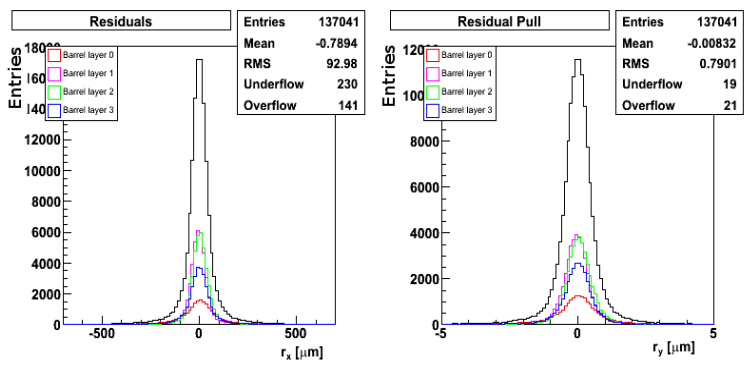 Residuals
Entries 137041
Mean -0.7894
RMS 92.98
Underflow 230
Overflow 141
Entries
Barrel layer 0
Barrel layer 1
Barrel layer 2
Barrel layer 3
12000
10000
8000
6000
4000
2000
0
-500 0 500
rx [μm]
Residual Pull
Entries 137041
Mean -0.00832
RMS 0.7901
Underflow 19
Overflow 21
Entries
Barrel layer 0
Barrel layer 1
Barrel layer 2
Barrel layer 3
8000
6000
4000
2000
0
-5 0 5
ry [μm]